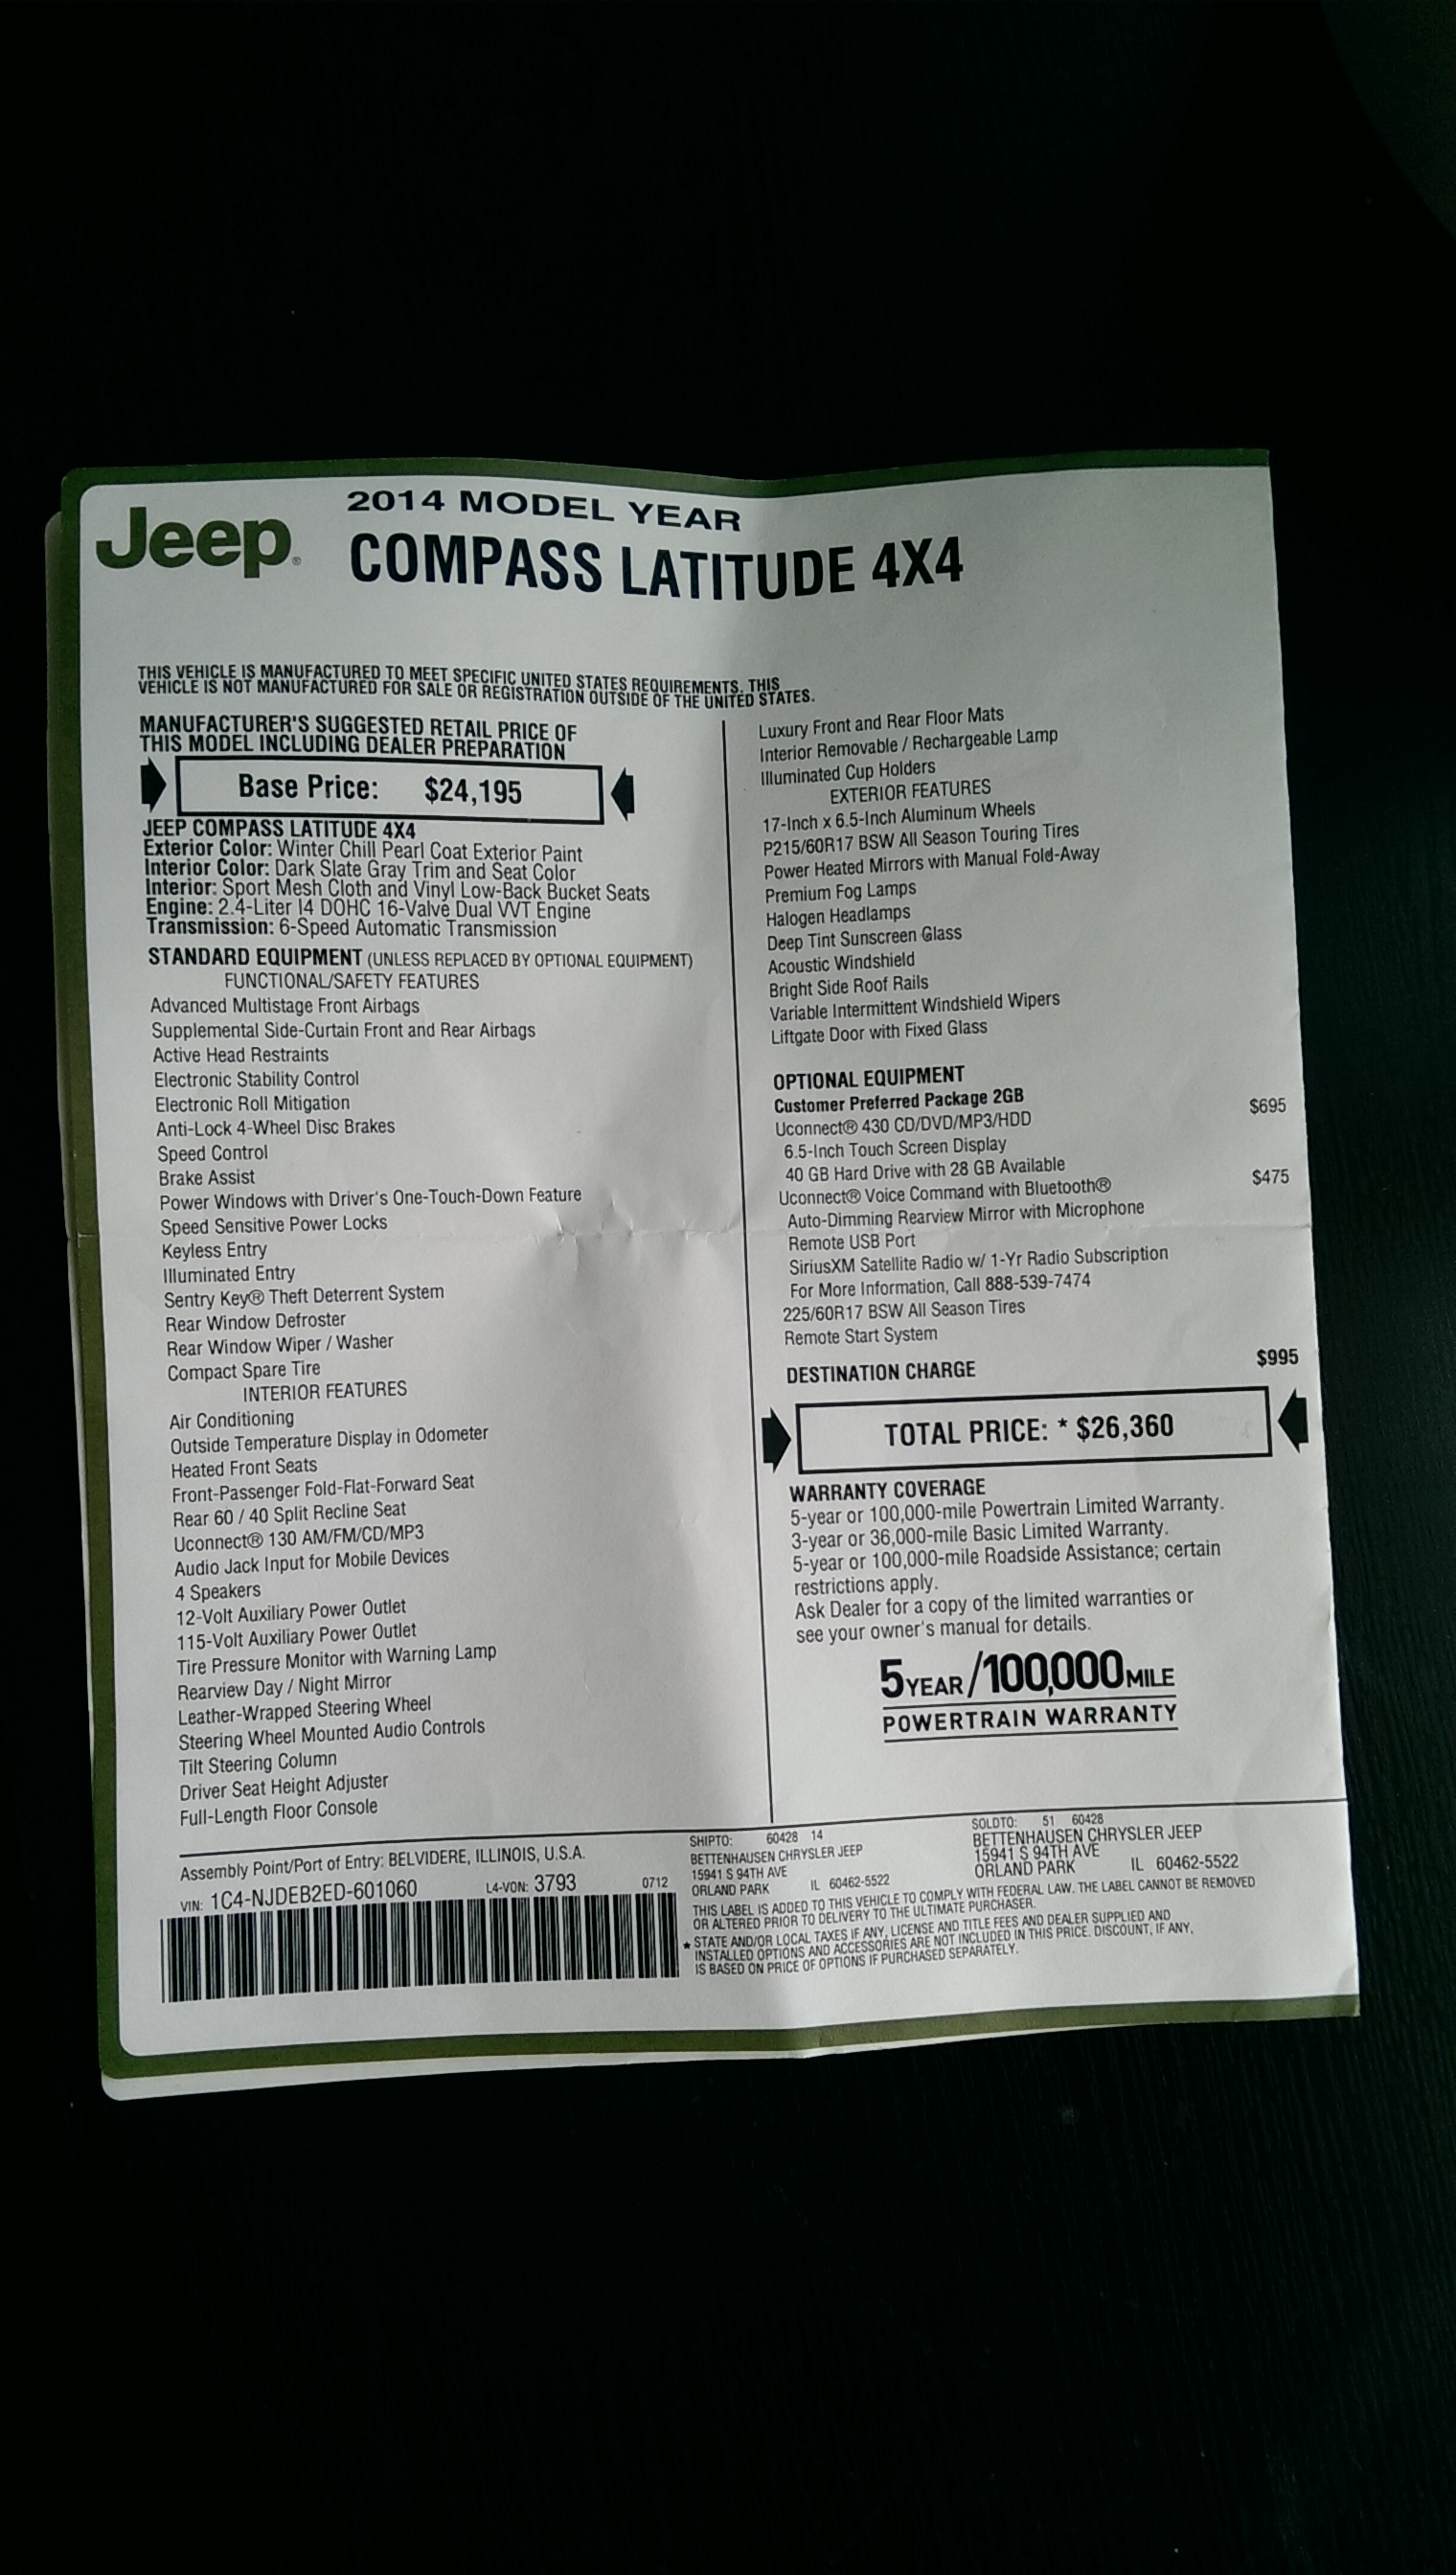 Jeep®
2014 MODEL YEAR
COMPASS LATITUDE 4X4
THIS VEHICLE IS MANUFACTURED TO MEET SPECIFIC UNITED STATES REQUIREMENTS. THIS
VEHICLE IS NOT MANUFACTURED FOR SALE OR REGISTRATION OUTSIDE OF THE UNITED STATES.
MANUFACTURER'S SUGGESTED RETAIL PRICE OF
THIS MODEL INCLUDING DEALER PREPARATION
Base Price: $24,195
JEEP COMPASS LATITUDE 4X4
Exterior Color: Winter Chill Pearl Coat Exterior Paint
Interior Color: Dark Slate Gray Trim and Seat Color
Interior: Sport Mesh Cloth and Vinyl Low-Back Bucket Seats
Engine: 2.4-Liter I4 DOHC 16-Valve Dual VVT Engine
Transmission: 6-Speed Automatic Transmission
STANDARD EQUIPMENT (UNLESS REPLACED BY OPTIONAL EQUIPMENT)
FUNCTIONAL/SAFETY FEATURES
Advanced Multistage Front Airbags
Supplemental Side-Curtain Front and Rear Airbags
Active Head Restraints
Electronic Stability Control
Electronic Roll Mitigation
Anti-Lock 4-Wheel Disc Brakes
Speed Control
Brake Assist
Power Windows with Driver's One-Touch-Down Feature
Speed Sensitive Power Locks
Keyless Entry
Illuminated Entry
Sentry Key® Theft Deterrent System
Rear Window Defroster
Rear Window Wiper / Washer
Compact Spare Tire
INTERIOR FEATURES
Air Conditioning
Outside Temperature Display in Odometer
Heated Front Seats
Front-Passenger Fold-Flat-Forward Seat
Rear 60 / 40 Split Recline Seat
Uconnect® 130 AM/FM/CD/MP3
Audio Jack Input for Mobile Devices
4 Speakers
12-Volt Auxiliary Power Outlet
115-Volt Auxiliary Power Outlet
Tire Pressure Monitor with Warning Lamp
Rearview Day / Night Mirror
Leather-Wrapped Steering Wheel
Steering Wheel Mounted Audio Controls
Tilt Steering Column
Driver Seat Height Adjuster
Full-Length Floor Console
Luxury Front and Rear Floor Mats
Interior Removable / Rechargeable Lamp
Illuminated Cup Holders
EXTERIOR FEATURES
17-Inch x 6.5-Inch Aluminum Wheels
P215/60R17 BSW All Season Touring Tires
Power Heated Mirrors with Manual Fold-Away
Premium Fog Lamps
Halogen Headlamps
Deep Tint Sunscreen Glass
Acoustic Windshield
Bright Side Roof Rails
Variable Intermittent Windshield Wipers
Liftgate Door with Fixed Glass
OPTIONAL EQUIPMENT
Customer Preferred Package 2GB
Uconnect® 430 CD/DVD/MP3/HDD $695
6.5-Inch Touch Screen Display
40 GB Hard Drive with 28 GB Available
Uconnect® Voice Command with Bluetooth® $475
Auto-Dimming Rearview Mirror with Microphone
Remote USB Port
SiriusXM Satellite Radio w/ 1-Yr Radio Subscription
For More Information, Call 888-539-7474
225/60R17 BSW All Season Tires
Remote Start System
DESTINATION CHARGE $995
TOTAL PRICE: * $26,360
WARRANTY COVERAGE
5-year or 100,000-mile Powertrain Limited Warranty.
3-year or 36,000-mile Basic Limited Warranty.
5-year or 100,000-mile Roadside Assistance; certain
restrictions apply.
Ask Dealer for a copy of the limited warranties or
see your owner's manual for details.
5 YEAR/100,000 MILE
POWERTRAIN WARRANTY
Assembly Point/Port of Entry: BELVIDERE, ILLINOIS, U.S.A.
VIN: 1C4-NJDEB2ED-601060 L4-VON: 3793 0712
SHIPTO: 60428 14
BETTENHAUSEN CHRYSLER JEEP
15941 S 94TH AVE
ORLAND PARK IL 60462-5522
SOLDTO: 51 60428
BETTENHAUSEN CHRYSLER JEEP
15941 S 94TH AVE
ORLAND PARK IL 60462-5522
THIS LABEL IS ADDED TO THIS VEHICLE TO COMPLY WITH FEDERAL LAW. THE LABEL CANNOT BE REMOVED
OR ALTERED PRIOR TO DELIVERY TO THE ULTIMATE PURCHASER.
* STATE AND/OR LOCAL TAXES IF ANY, LICENSE AND TITLE FEES AND DEALER SUPPLIED AND
INSTALLED OPTIONS AND ACCESSORIES ARE NOT INCLUDED IN THIS PRICE. DISCOUNT, IF ANY,
IS BASED ON PRICE OF OPTIONS IF PURCHASED SEPARATELY.